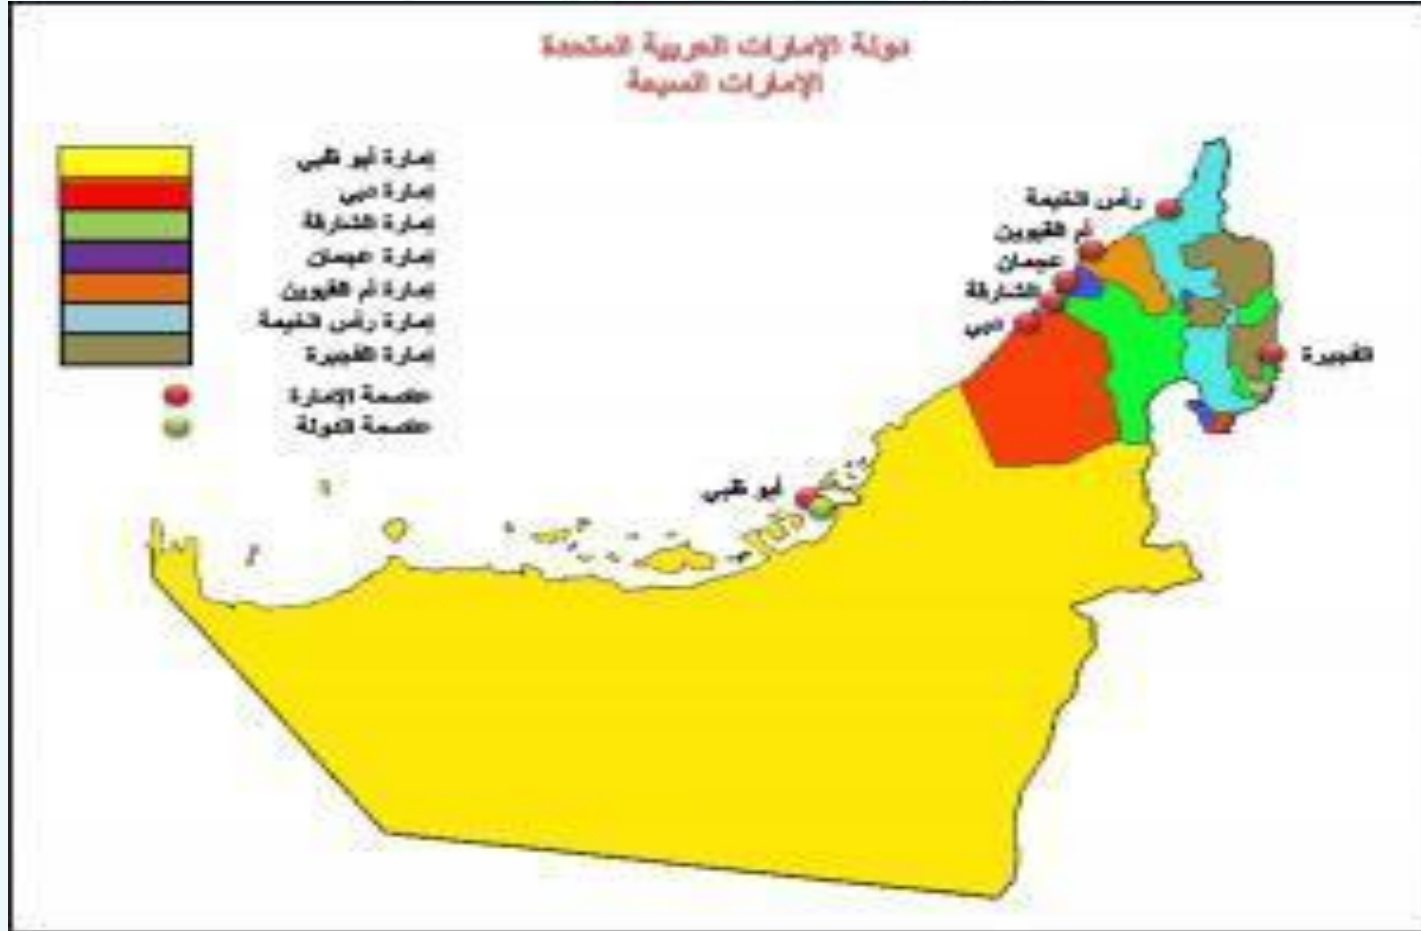 دولة الإمارات العربية المتحدة
الإمارات السبعة
إمارة أبو ظبي
إمارة دبي
إمارة الشارقة
إمارة عجمان
إمارة أم القيوين
إمارة رأس الخيمة
إمارة الفجيرة
عاصمة الإمارة
عاصمة الدولة
رأس الخيمة
أم القيوين
عجمان
الشارقة
دبي
الفجيرة
أبو ظبي